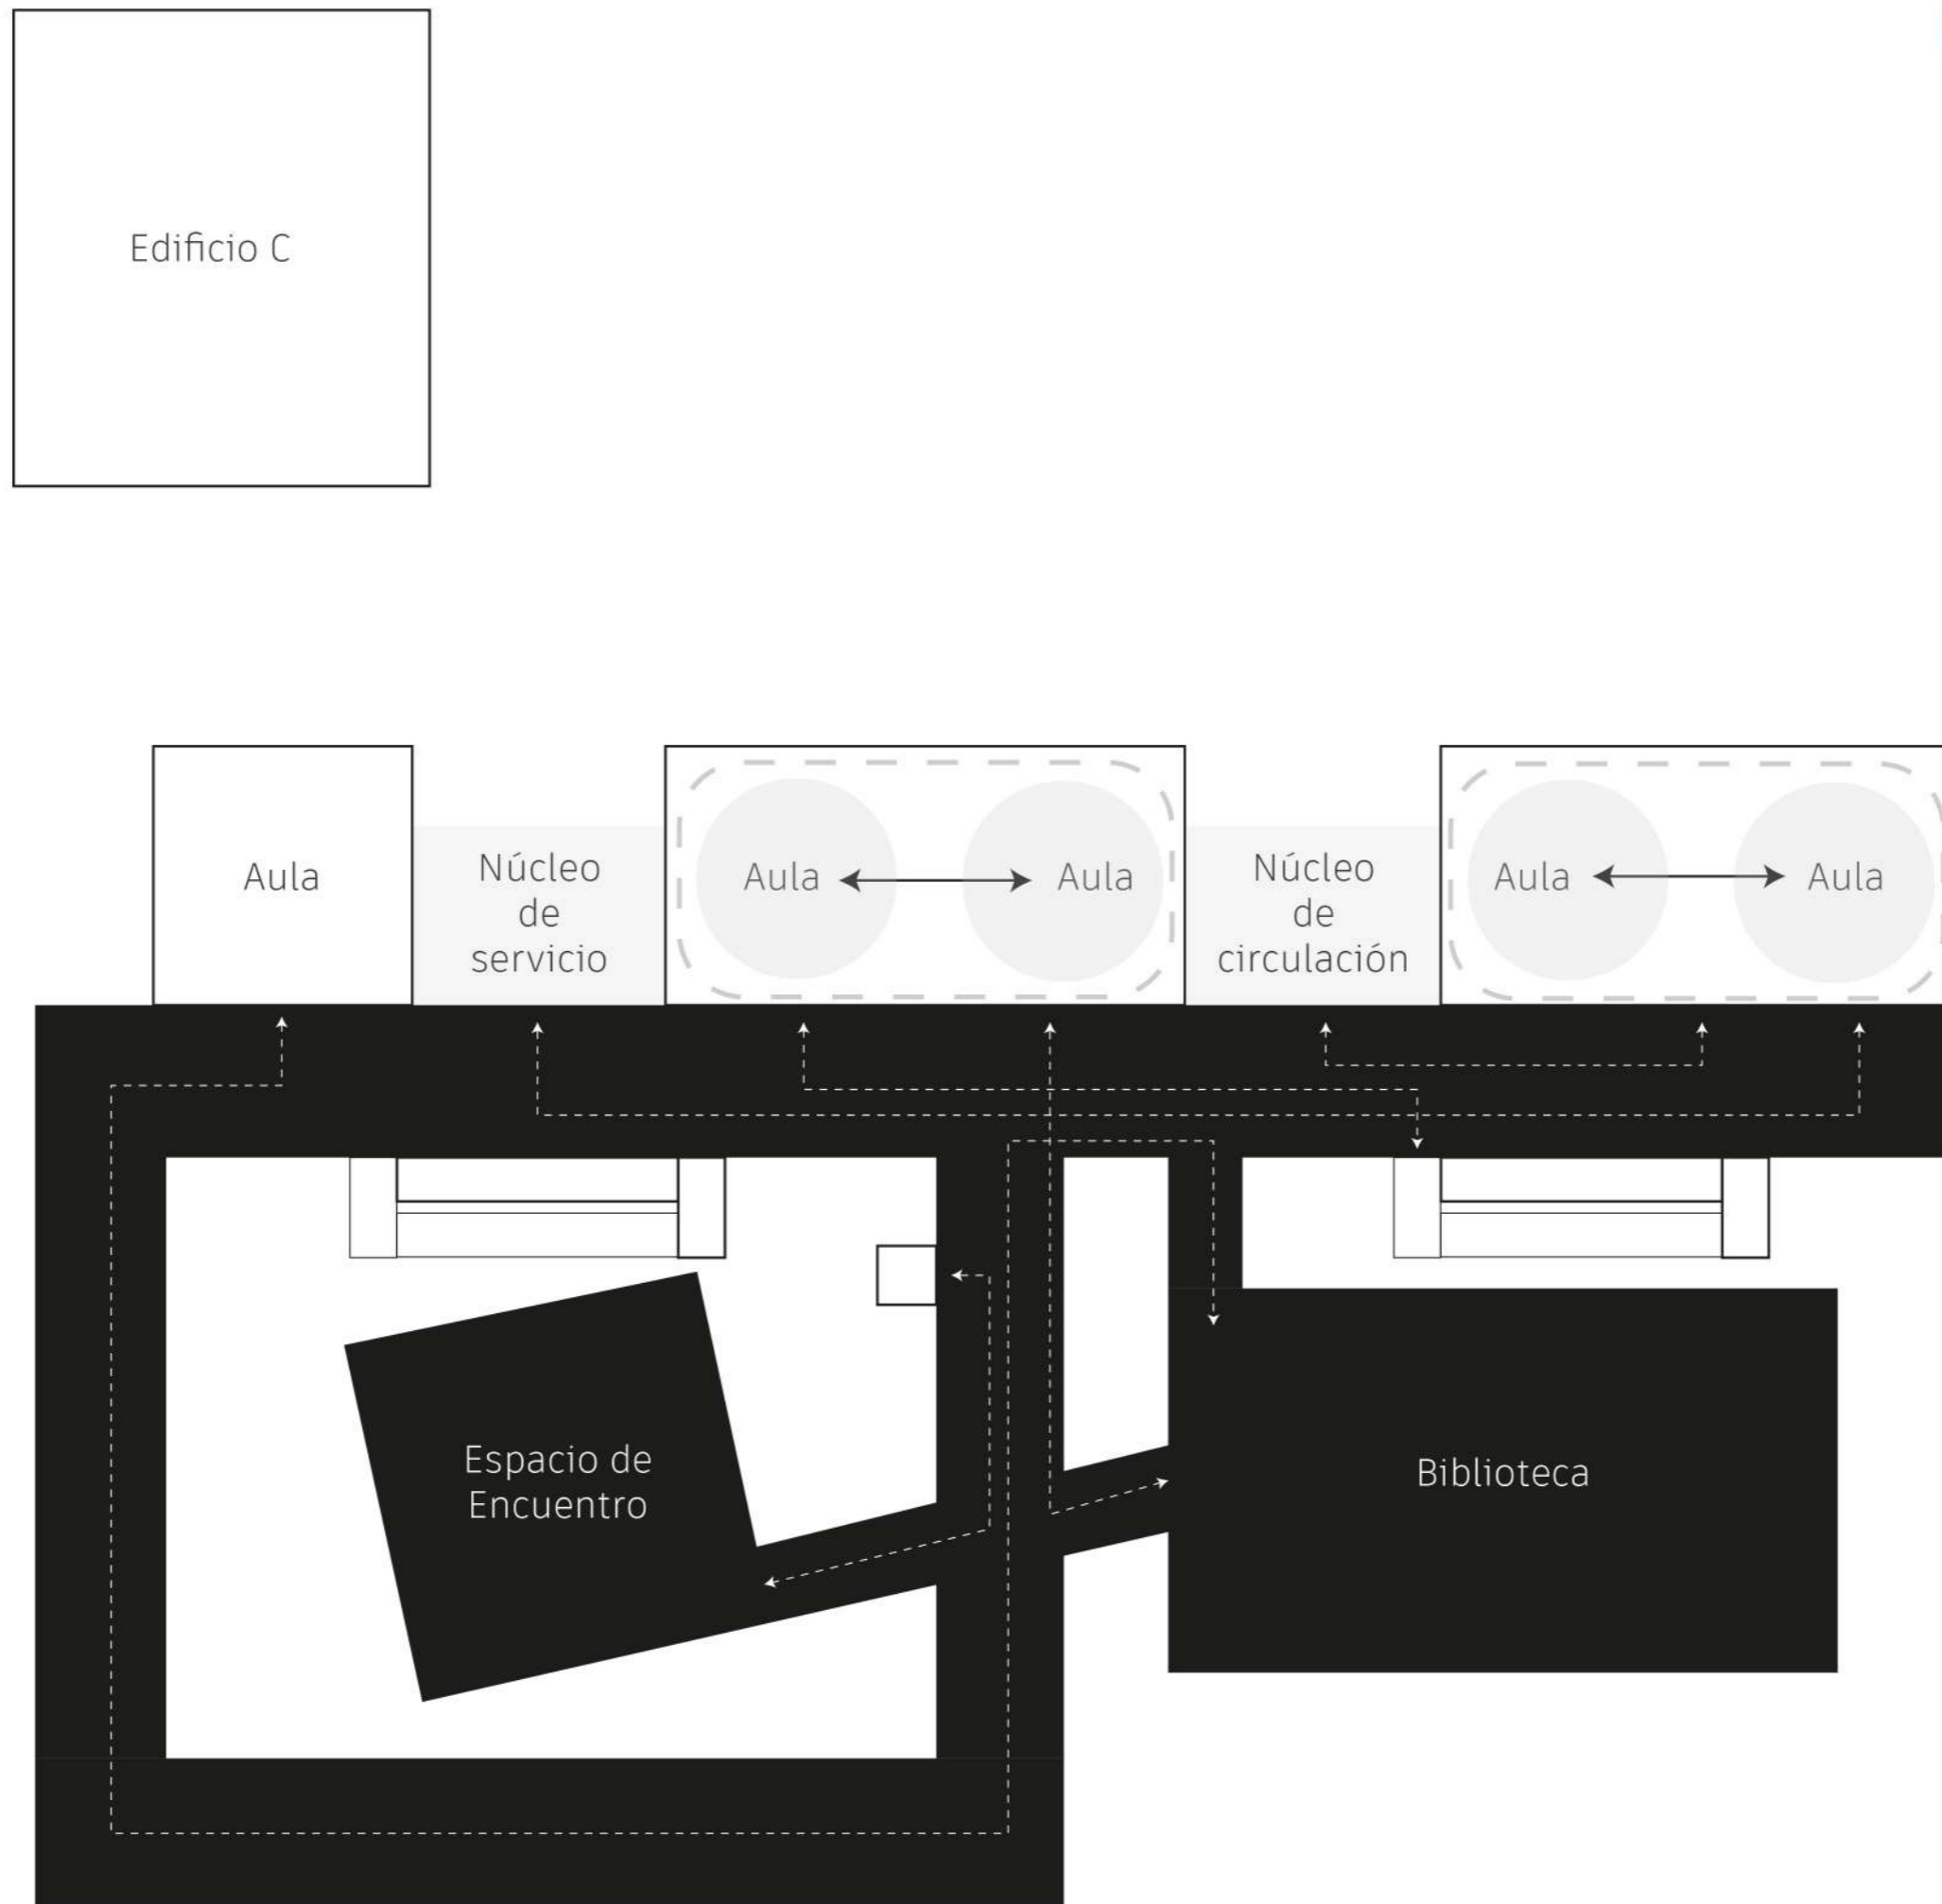 Edificio C
Aula
Núcleo
de
servicio
Aula
Aula
Núcleo
de
circulación
Aula
Aula
Espacio de
Encuentro
Biblioteca